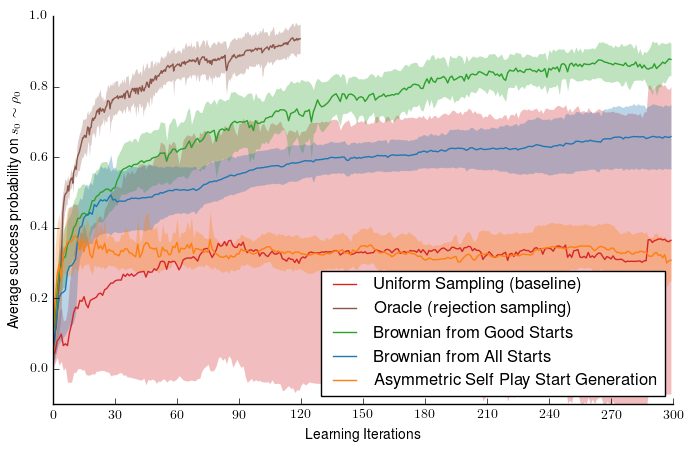 Average success probability on s₀ ~ ρ₀
1.0
0.8
0.6
0.4
0.2
0.0
0 30 60 90 120 150 180 210 240 270 300
Learning Iterations
Uniform Sampling (baseline)
Oracle (rejection sampling)
Brownian from Good Starts
Brownian from All Starts
Asymmetric Self Play Start Generation